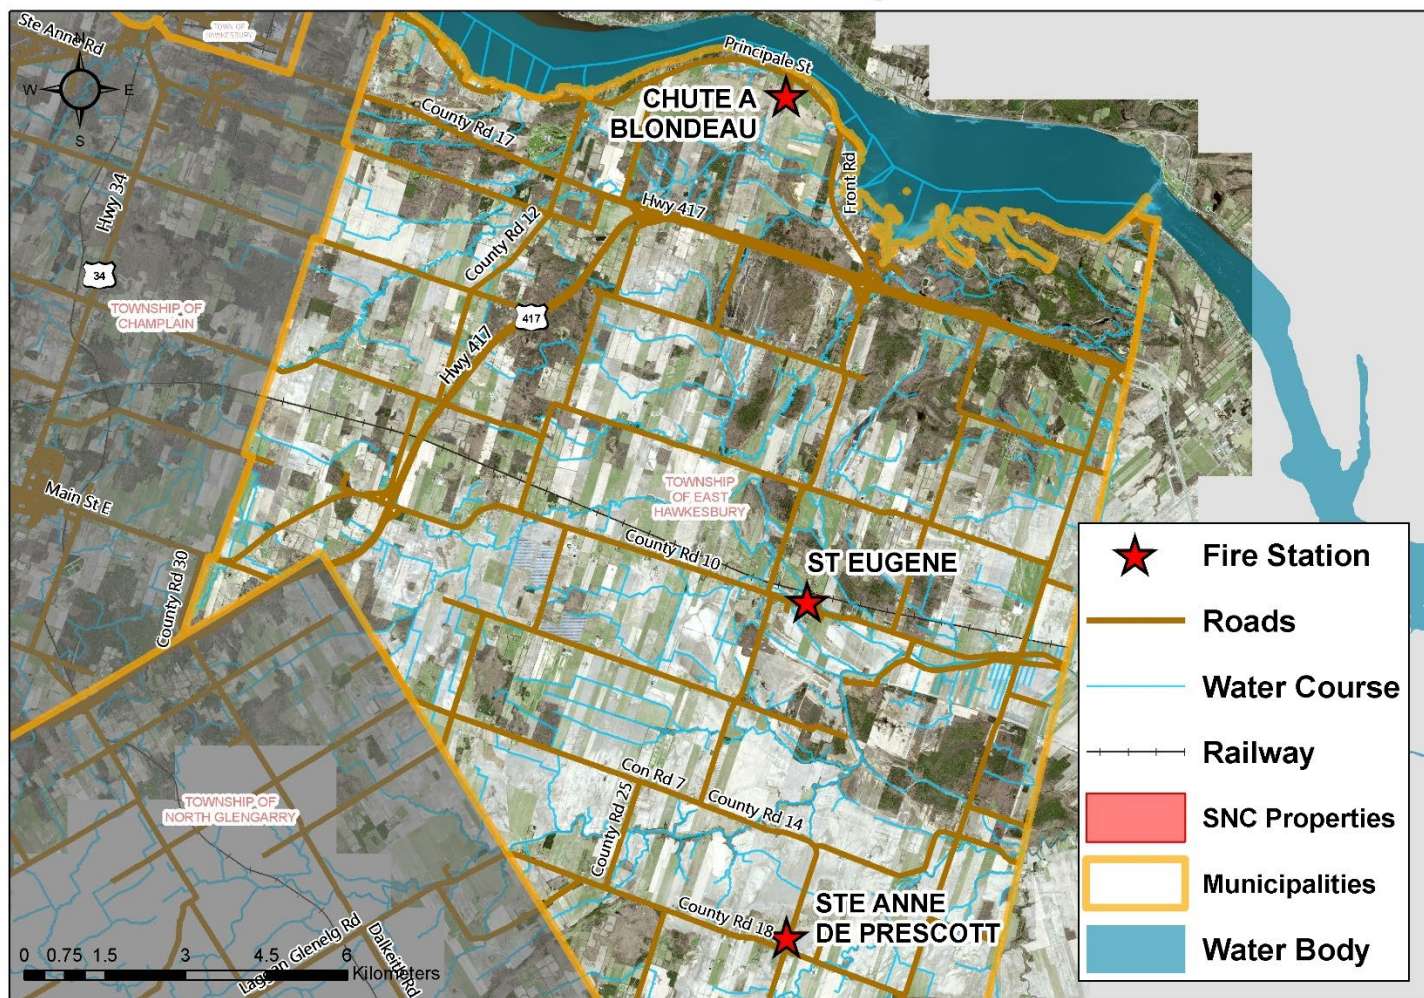 Ste Anne Rd
TOWN OF
HAWKESBURY
N
W
E
S
Principale St
CHUTE A
BLONDEAU
County Rd 17
Front Rd
Hwy 34
Hwy 417
County Rd 12
34
TOWNSHIP OF
CHAMPLAIN
417
Hwy 417
Main St E
TOWNSHIP
OF EAST
HAWKESBURY
County Rd 10
ST EUGENE
County Rd 30
Fire Station
Roads
Water Course
Railway
SNC Properties
Municipalities
Water Body
Con Rd 7
County Rd 14
County Rd 25
TOWNSHIP OF
NORTH GLENGARRY
County Rd 18
STE ANNE
DE PRESCOTT
Laggan Glenelg Rd
Dalkeith Rd
0 0.75 1.5 3 4.5 6
Kilometers